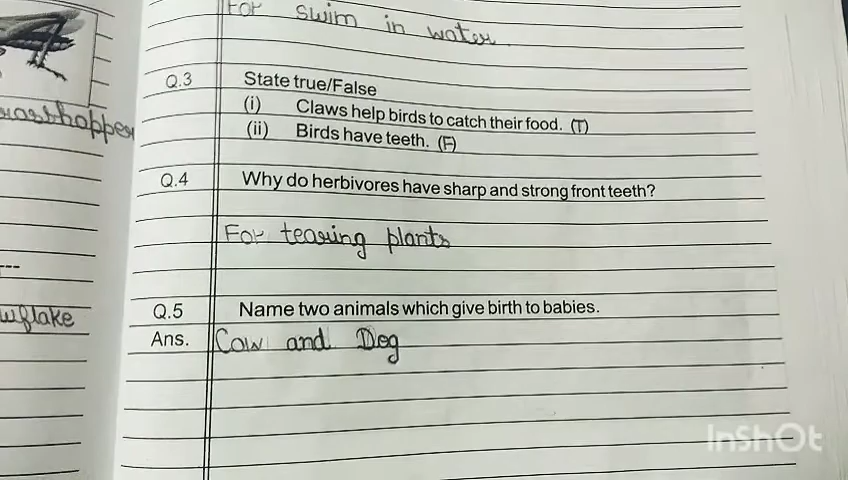 For swim in water.
Q.3 State true/False
(i) Claws help birds to catch their food. (T)
(ii) Birds have teeth. (F)
Q.4 Why do herbivores have sharp and strong front teeth?
For tearing plants
Q.5 Name two animals which give birth to babies.
Ans. Cow and Dog
InShOt